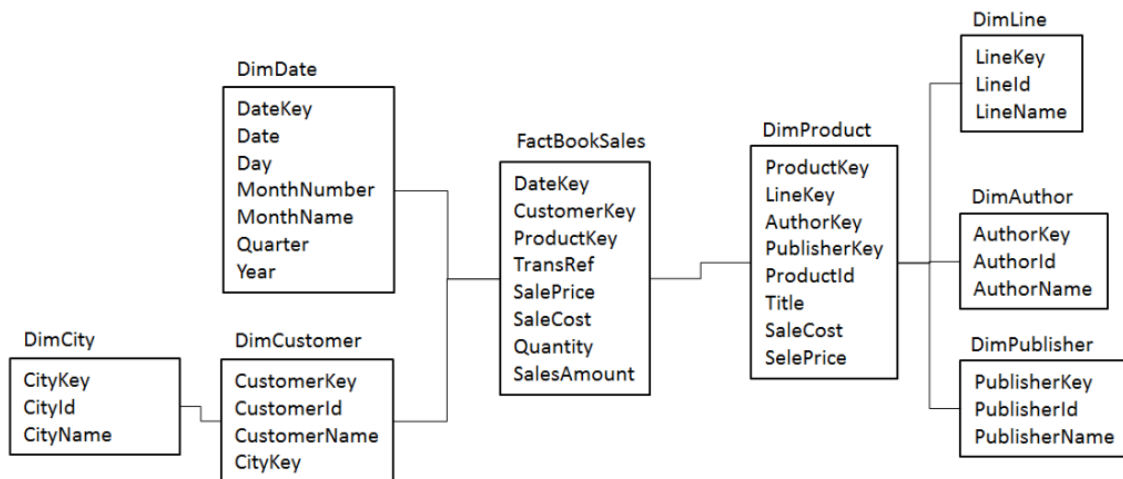 DimDate
DateKey
Date
Day
MonthNumber
MonthName
Quarter
Year
DimCity
CityKey
CityId
CityName
DimCustomer
CustomerKey
CustomerId
CustomerName
CityKey
FactBookSales
DateKey
CustomerKey
ProductKey
TransRef
SalePrice
SaleCost
Quantity
SalesAmount
DimProduct
ProductKey
LineKey
AuthorKey
PublisherKey
ProductId
Title
SaleCost
SelePrice
DimLine
LineKey
LineId
LineName
DimAuthor
AuthorKey
AuthorId
AuthorName
DimPublisher
PublisherKey
PublisherId
PublisherName